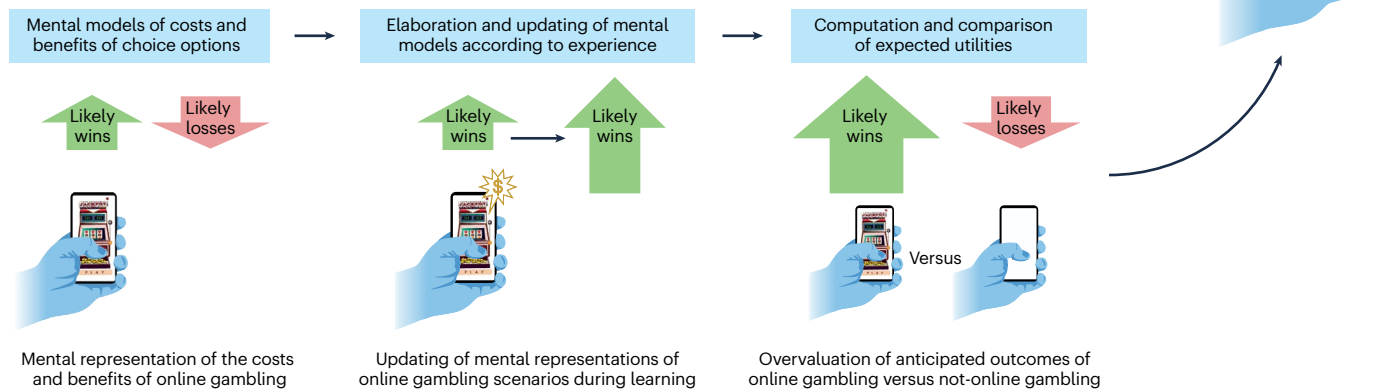 Mental models of costs and
benefits of choice options
Elaboration and updating of mental
models according to experience
Computation and comparison
of expected utilities
Likely
wins
Likely
losses
Likely
wins
Likely
wins
Likely
wins
Likely
losses
$
PLAY
PLAY
PLAY
Versus
Mental representation of the costs
and benefits of online gambling
Updating of mental representations of
online gambling scenarios during learning
Overvaluation of anticipated outcomes of
online gambling versus not-online gambling